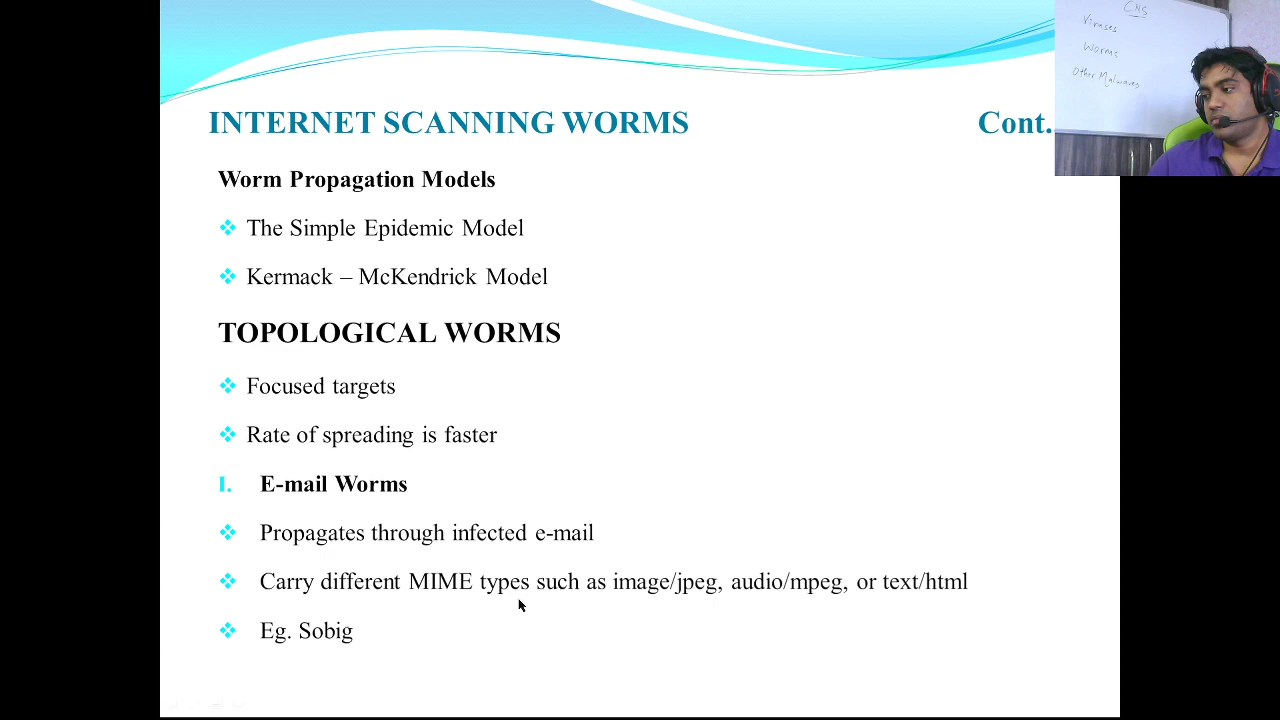 CNS
Viruses
Worms
Other Malwares
INTERNET SCANNING WORMS Cont..
Worm Propagation Models
The Simple Epidemic Model
Kermack – McKendrick Model
TOPOLOGICAL WORMS
Focused targets
Rate of spreading is faster
I. E-mail Worms
Propagates through infected e-mail
Carry different MIME types such as image/jpeg, audio/mpeg, or text/html
Eg. Sobig